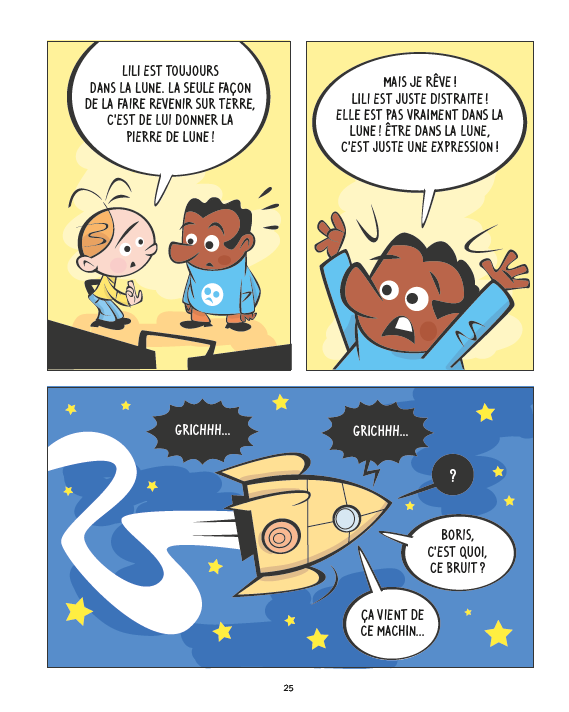 LILI EST TOUJOURS
DANS LA LUNE. LA SEULE FAÇON
DE LA FAIRE REVENIR SUR TERRE,
C'EST DE LUI DONNER LA
PIERRE DE LUNE !
MAIS JE RÊVE !
LILI EST JUSTE DISTRAITE !
ELLE EST PAS VRAIMENT DANS LA
LUNE ! ÊTRE DANS LA LUNE,
C'EST JUSTE UNE EXPRESSION !
GRICHHH...
GRICHHH...
?
BORIS,
C'EST QUOI,
CE BRUIT ?
ÇA VIENT DE
CE MACHIN...
25